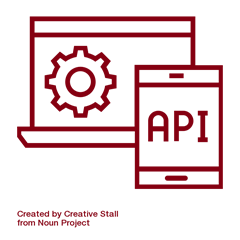 API
Created by Creative Stall
from Noun Project